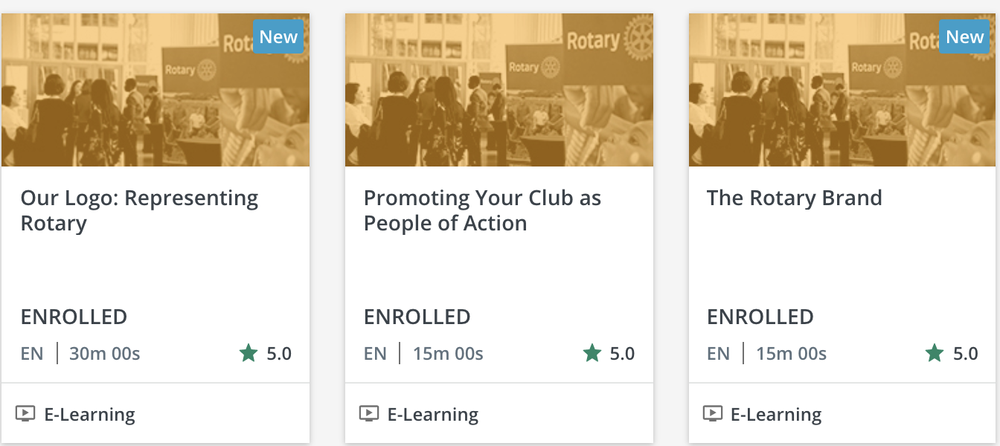 New
Rotary
Our Logo: Representing
Rotary
ENROLLED
EN | 30m 00s
5.0
E-Learning
Rotary
Rotary
Promoting Your Club as
People of Action
ENROLLED
EN | 15m 00s
5.0
E-Learning
New
Rotary
The Rotary Brand
ENROLLED
EN | 15m 00s
5.0
E-Learning